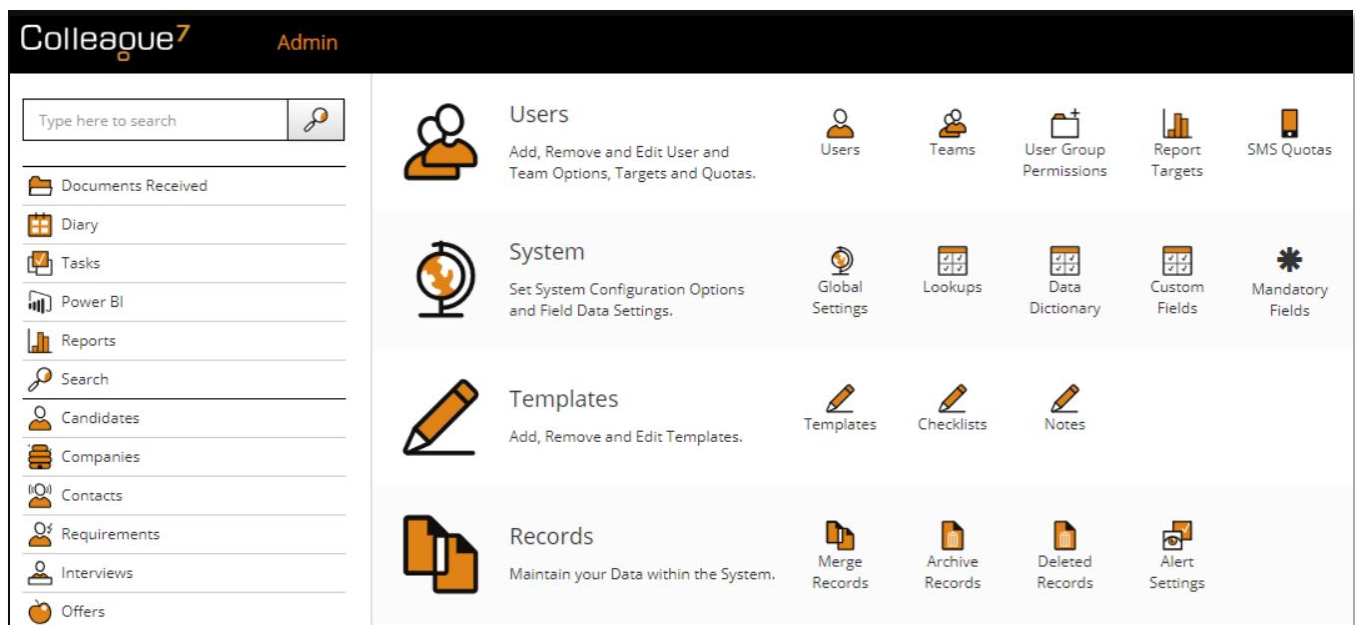 Colleague7
Admin
Type here to search
Documents Received
Diary
Tasks
Power BI
Reports
Search
Candidates
Companies
Contacts
Requirements
Interviews
Offers
Users
Add, Remove and Edit User and
Team Options, Targets and Quotas.
Users
Teams
User Group
Permissions
Report
Targets
SMS Quotas
System
Set System Configuration Options
and Field Data Settings.
Global
Settings
Lookups
Data
Dictionary
Custom
Fields
Mandatory
Fields
Templates
Add, Remove and Edit Templates.
Templates
Checklists
Notes
Records
Maintain your Data within the System.
Merge
Records
Archive
Records
Deleted
Records
Alert
Settings